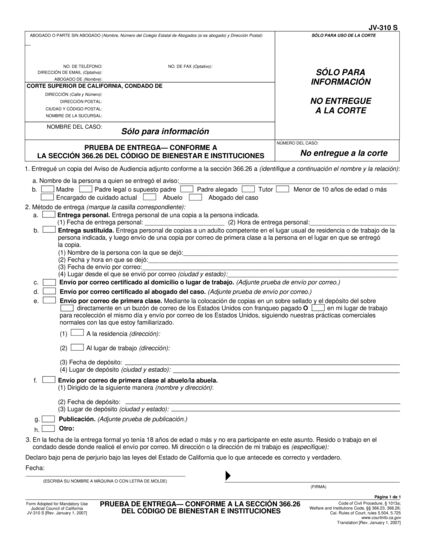 JV-310 S
ABOGADO O PARTE SIN ABOGADO (Nombre, Número del Colegio Estatal de Abogados (si es abogado) y Dirección Postal):
SÓLO PARA USO DE LA CORTE
NO. DE TELÉFONO:
NO. DE FAX (Optativo):
DIRECCIÓN DE EMAIL (Optativo):
ABOGADO DE (Nombre):
SÓLO PARA
INFORMACIÓN
CORTE SUPERIOR DE CALIFORNIA, CONDADO DE
DIRECCIÓN (Calle y Número):
DIRECCIÓN POSTAL:
CIUDAD Y CÓDIGO POSTAL:
NOMBRE DE LA SUCURSAL:
NO ENTREGUE
A LA CORTE
NOMBRE DEL CASO:
Sólo para información
PRUEBA DE ENTREGA— CONFORME A
LA SECCIÓN 366.26 DEL CÓDIGO DE BIENESTAR E INSTITUCIONES
NÚMERO DEL CASO:
No entregue a la corte
1. Entregué un copia del Aviso de Audiencia adjunto conforme a la sección 366.26 a (identifique a continuación el nombre y la relación):
a. Nombre de la persona a quien se entregó el aviso:
b. Madre Padre legal o supuesto padre Padre alegado Tutor Menor de 10 años de edad o más
Encargado de cuidado actual Abuelo Abogado del caso
2. Método de entrega (marque la casilla correspondiente):
a. Entrega personal. Entrega personal de una copia a la persona indicada.
(1) Fecha de entrega personal: (2) Hora de entrega personal:
b. Entrega sustituida. Entrega personal de copias a un adulto competente en el lugar usual de residencia o de trabajo de la
persona indicada, y luego envío de una copia por correo de primera clase a la persona en el lugar en que se entregó
la copia.
(1) Nombre de la persona con la que se dejó:
(2) Fecha y hora en que se dejó:
(3) Fecha de envío por correo:
(4) Lugar desde el que se envió por correo (ciudad y estado):
c. Envío por correo certificado al domicilio o lugar de trabajo. (Adjunte prueba de envío por correo.)
d. Envío por correo certificado al abogado del caso. (Adjunte prueba de envío por correo.)
e. Envío por correo de primera clase. Mediante la colocación de copias en un sobre sellado y el depósito del sobre
directamente en un buzón de correo de los Estados Unidos con franqueo pagado O en mi lugar de trabajo
para recolección el mismo día y envío por correo de los Estados Unidos, siguiendo nuestras prácticas comerciales
normales con las que estoy familiarizado.
(1) A la residencia (dirección):
(2) Al lugar de trabajo (dirección):
(3) Fecha de depósito:
(4) Lugar de depósito (ciudad y estado):
f. Envío por correo de primera clase al abuelo/la abuela.
(1) Dirigido de la siguiente manera (nombre y dirección):
(2) Fecha de depósito:
(3) Lugar de depósito (ciudad y estado):
g. Publicación. (Adjunte prueba de publicación.)
h. Otro:
3. En la fecha de la entrega formal yo tenía 18 años de edad o más y no era participante en este asunto. Resido o trabajo en el
condado desde donde realicé el envío por correo. Mi dirección o la dirección de mi trabajo es (especifique):
Declaro bajo pena de perjurio bajo las leyes del Estado de California que lo que antecede es correcto y verdadero.
Fecha:
(ESCRIBA SU NOMBRE A MÁQUINA O CON LETRA DE MOLDE)
(FIRMA)
Página 1 de 1
Form Adopted for Mandatory Use
Judicial Council of California
JV-310 S [Rev. January 1, 2007]
PRUEBA DE ENTREGA— CONFORME A LA SECCIÓN 366.26
DEL CÓDIGO DE BIENESTAR E INSTITUCIONES
Code of Civil Procedure, § 1013a;
Welfare and Institutions Code, §§ 366.23, 366.26;
Cal. Rules of Court, rules 5.504, 5.725
www.courtinfo.ca.gov
Translation [Rev. January 1, 2007]